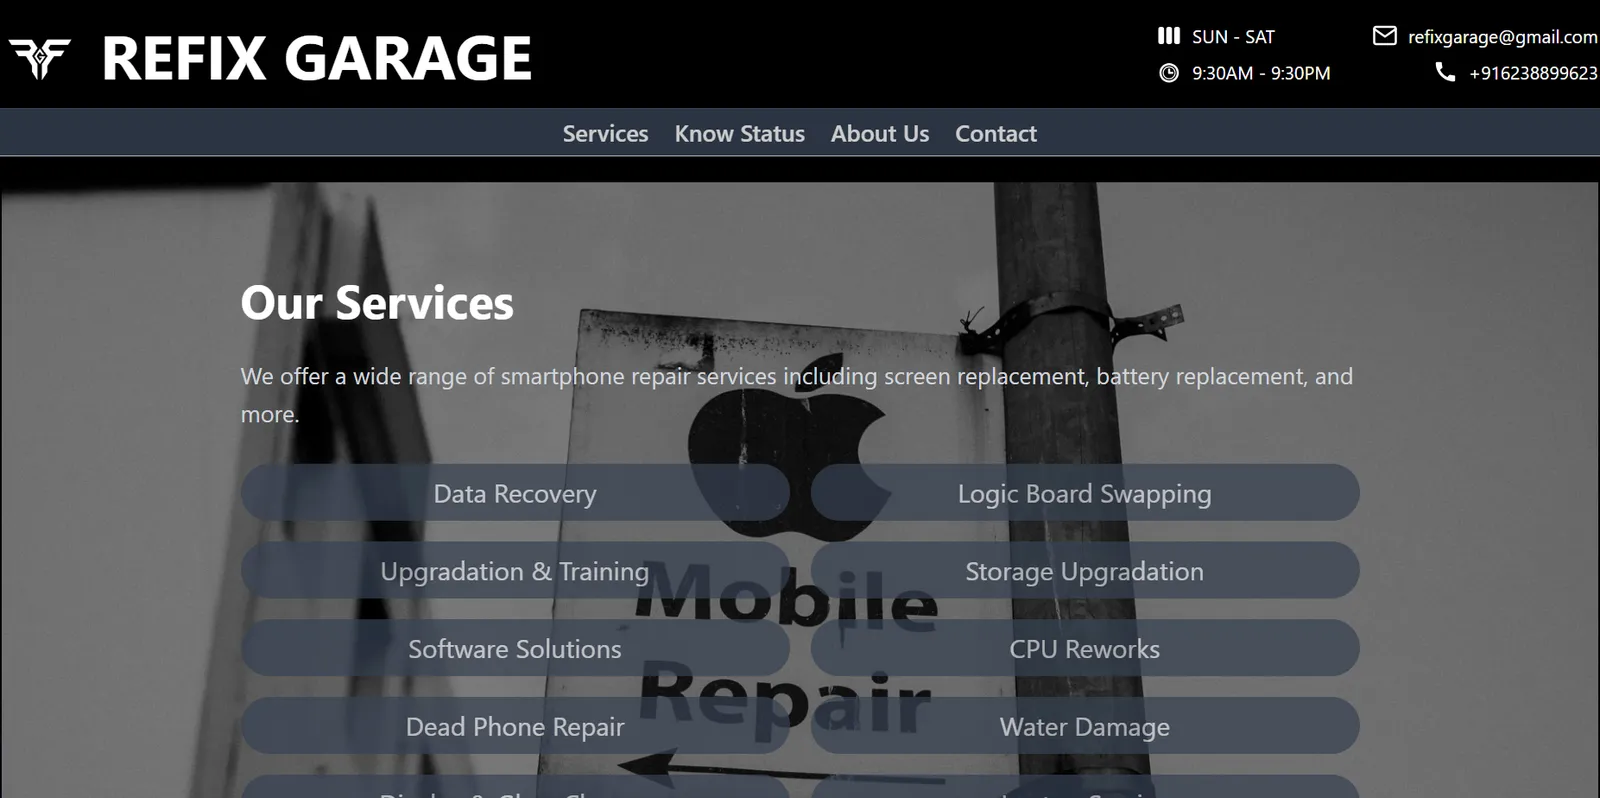 REFIX GARAGE
SUN - SAT
9:30AM - 9:30PM
refixgarage@gmail.com
+916238899623
Services Know Status About Us Contact
Our Services
We offer a wide range of smartphone repair services including screen replacement, battery replacement, and
more.
Data Recovery
Logic Board Swapping
Upgradation & Training
Storage Upgradation
Software Solutions
CPU Reworks
Dead Phone Repair
Water Damage
Mobile
Repair